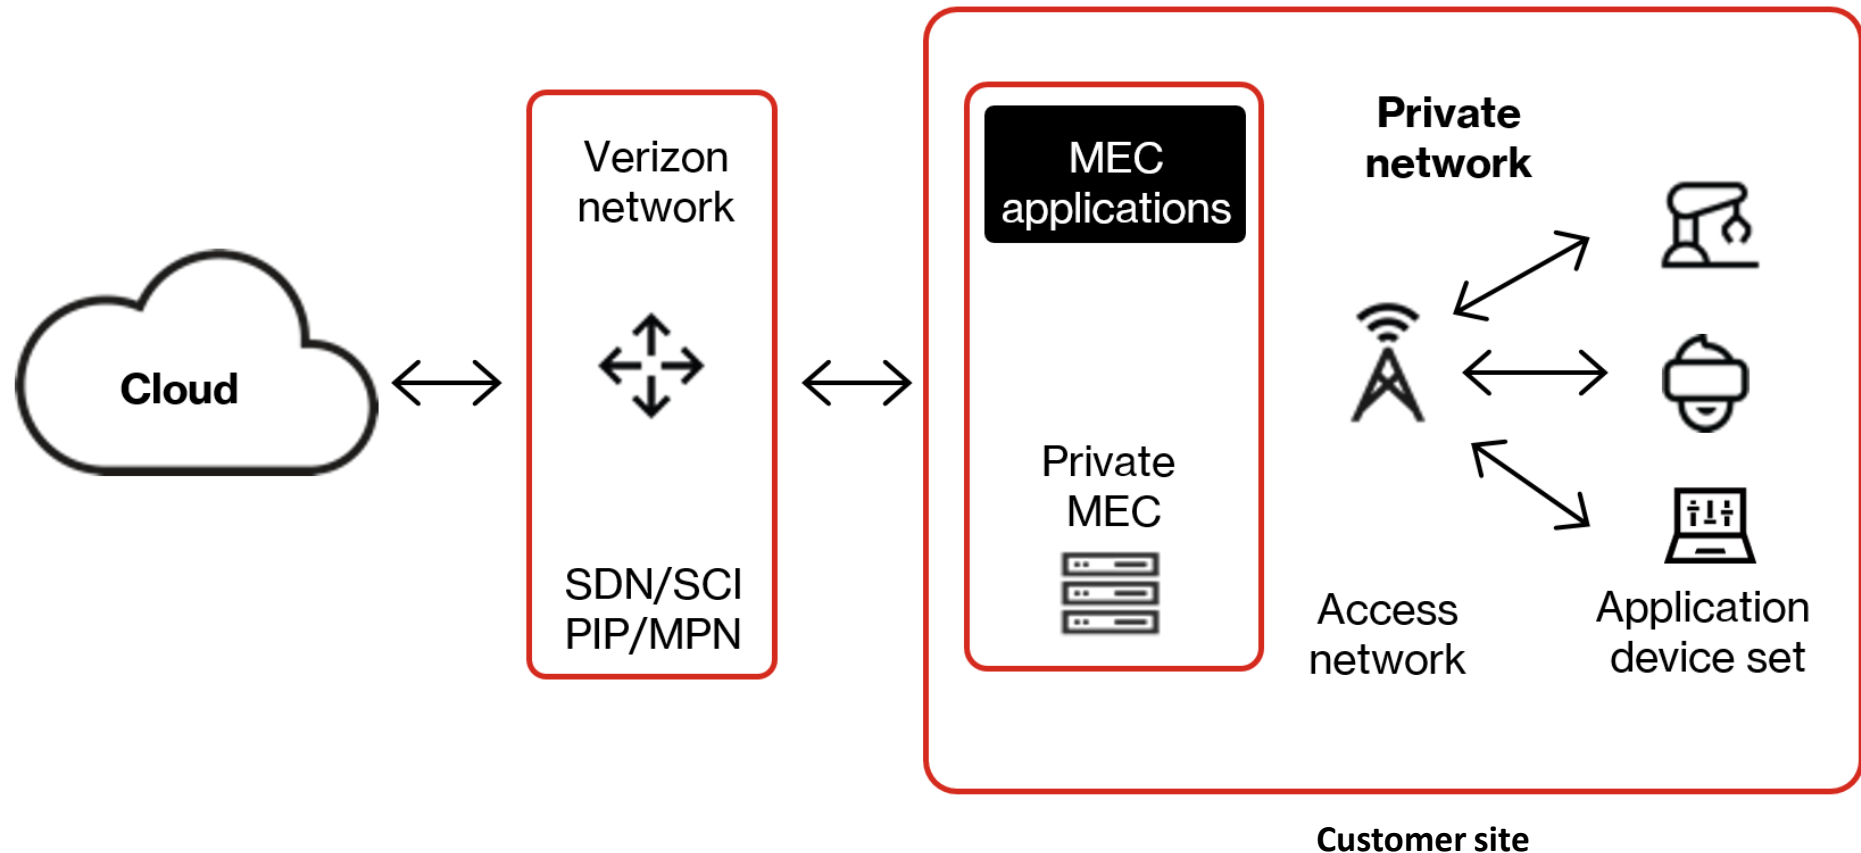 Cloud
Verizon
network
SDN/SCI
PIP/MPN
MEC
applications
Private
MEC
Private
network
Access
network
Application
device set
Customer site